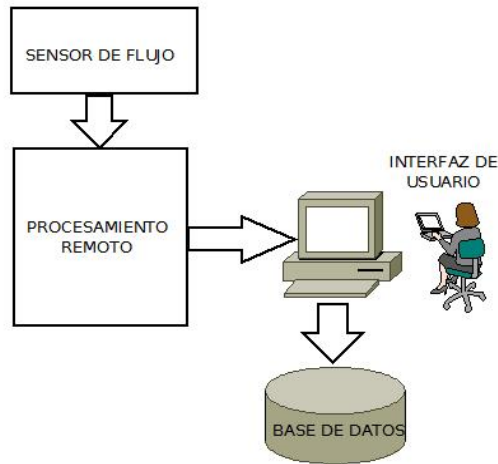 SENSOR DE FLUJO
PROCESAMIENTO
REMOTO
INTERFAZ DE
USUARIO
BASE DE DATOS